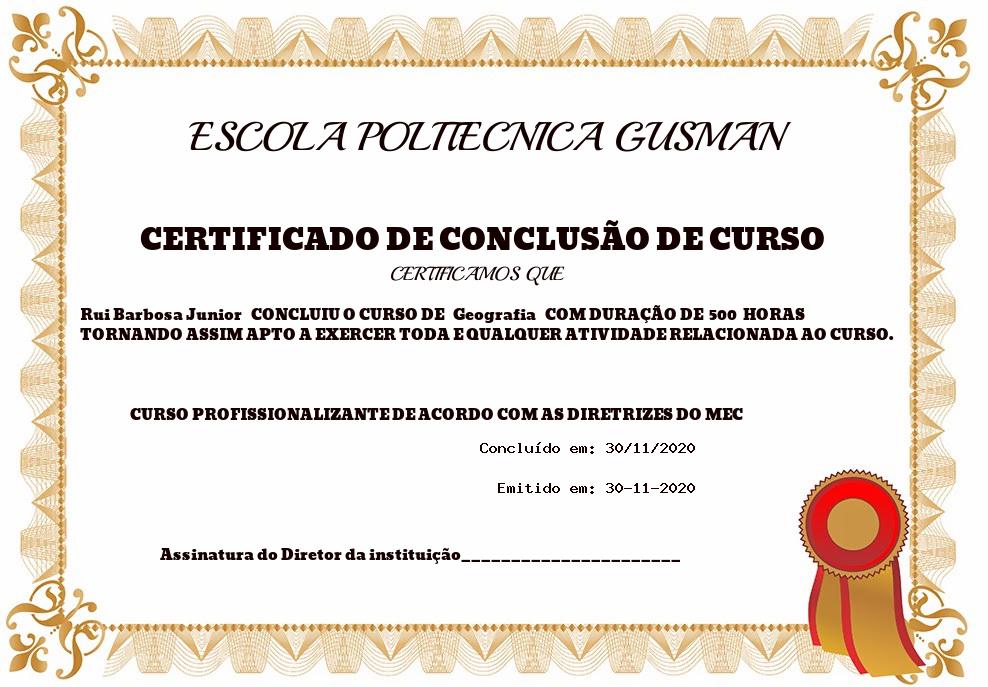 ESCOLA POLITECNICA GUSMAN
CERTIFICADO DE CONCLUSÃO DE CURSO
CERTIFICAMOS QUE
Rui Barbosa Junior CONCLUIU O CURSO DE Geografia COM DURAÇÃO DE 500 HORAS
TORNANDO ASSIM APTO A EXERCER TODA E QUALQUER ATIVIDADE RELACIONADA AO CURSO.
CURSO PROFISSIONALIZANTE DE ACORDO COM AS DIRETRIZES DO MEC
Concluído em: 30/11/2020
Emitido em: 30-11-2020
Assinatura do Diretor da instituição______________________